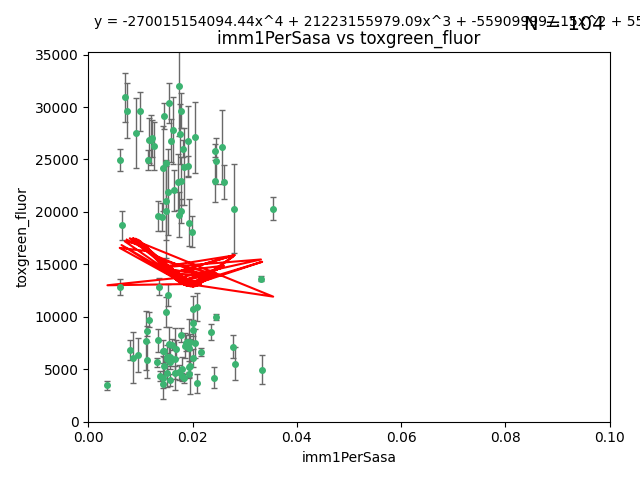 y = -270015154094.44x^4 + 21223155979.09x^3 + x^2 +
N = 104
imm1PerSasa vs toxgreen_fluor
35000
30000
25000
20000
15000
10000
5000
0
toxgreen_fluor
0.00 0.02 0.04 0.06 0.08 0.10
imm1PerSasa